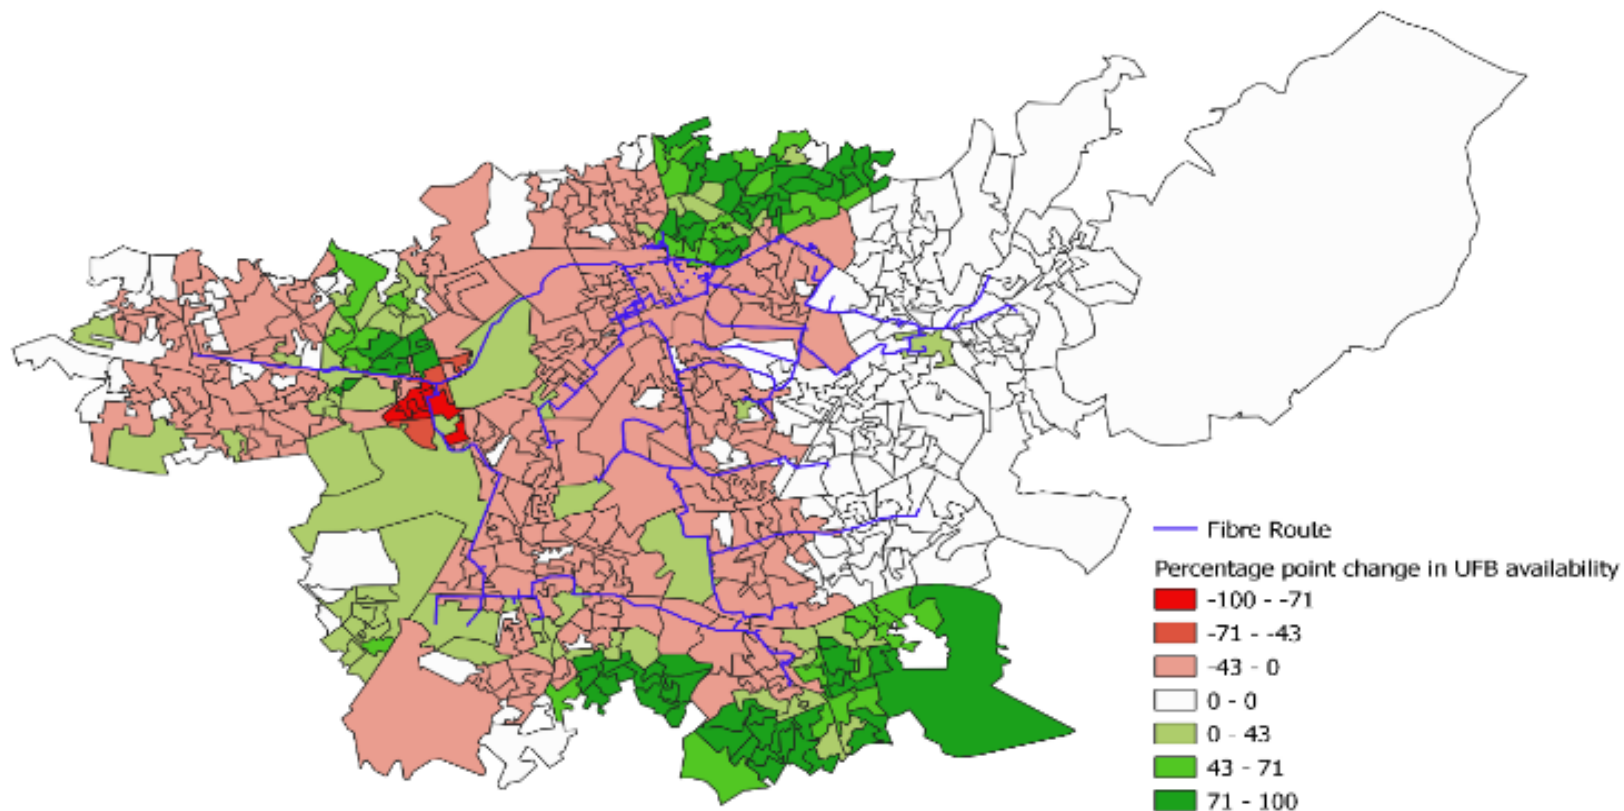 Fibre Route
Percentage point change in UFB availability
-100 - -71
-71 - -43
-43 - 0
0 - 0
0 - 43
43 - 71
71 - 100